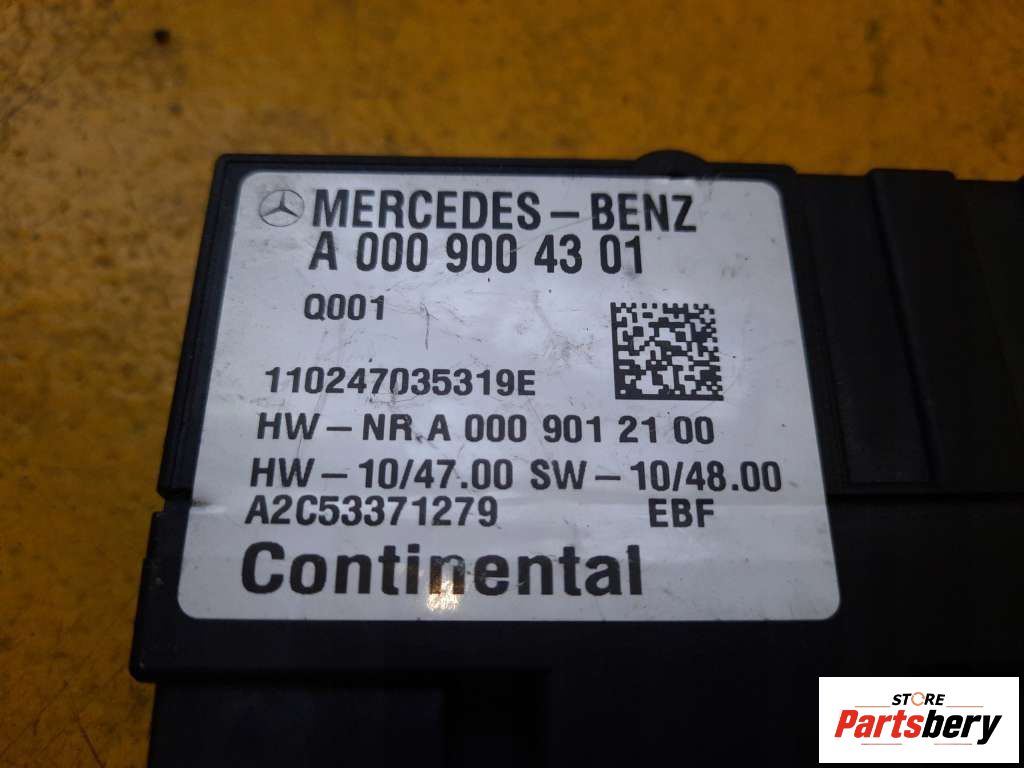 MERCEDES-BENZ
A 000 900 43 01
Q001
110247035319E
HW-NR.A 000 901 21 00
HW-10/47.00 SW-10/48.00
A2C53371279 EBF
Continental
STORE
Partsbery